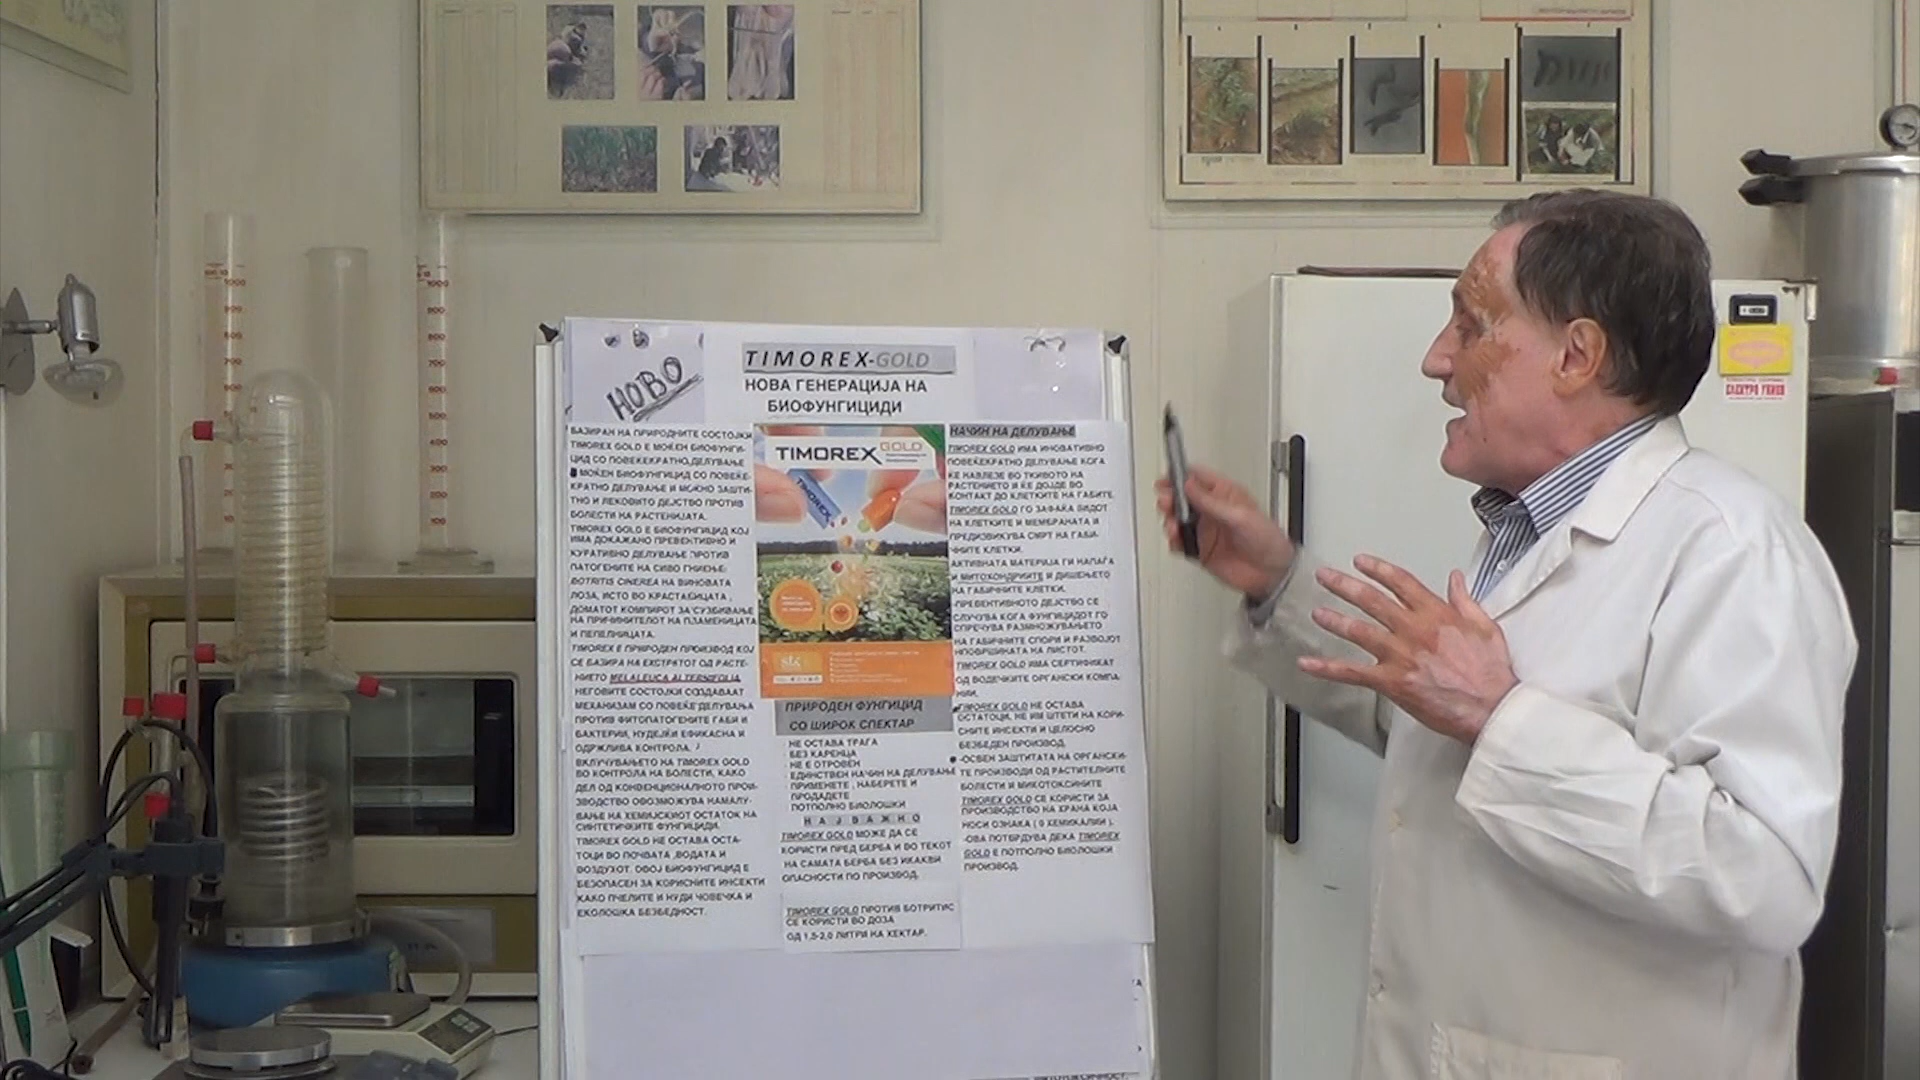 НОВО
TIMOREX-GOLD
НОВА ГЕНЕРАЦИЈА НА
БИОФУНГИЦИДИ
БАЗИРАН НА ПРИРОДНИТЕ СОСТОЈКИ
TIMOREX GOLD Е МОЌЕН БИОФУНГИ-
ЦИД СО ПОВЕЌЕКРАТНО ДЕЛУВАЊЕ
МОЌЕН БИОФУНГИЦИД СО ПОВЕЌЕ-
КРАТНО ДЕЛУВАЊЕ И МОЌНО ЗАШТИ-
ТНО И ЛЕКОВИТО ДЕЈСТВО ПРОТИВ
БОЛЕСТИ НА РАСТЕНИЈАТА.
TIMOREX GOLD Е БИОФУНГИЦИД КОЈ
ИМА ДОКАЖАНО ПРЕВЕНТИВНО И
КУРАТИВНО ДЕЛУВАЊЕ ПРОТИВ
ПАТОГЕНИТЕ НА СИВО ГНИЕЊЕ:
BOTRITIS CINEREA НА ВИНОВАТА
ЛОЗА, ИСТО ВО КРАСТАВИЦАТА,
ДОМАТОТ КОМПИРОТ ЗА СУЗБИВАЊЕ
НА ПРИЧИНИТЕЛОТ НА ПЛАМЕНИЦАТА
И ПЕПЕЛНИЦАТА.
TIMOREX Е ПРИРОДЕН ПРОИЗВОД КОЈ
СЕ БАЗИРА НА ЕКСТРАТОТ ОД РАСТЕ-
НИЕТО MELALEUCA ALTERNIFOLIA,
НЕГОВИТЕ СОСТОЈКИ СОЗДАВААТ
МЕХАНИЗАМ СО ПОВЕЌЕ ДЕЛУВАЊА
ПРОТИВ ФИТОПАТОГЕНИТЕ ГАБИ И
БАКТЕРИИ, НУДЕЈЌИ ЕФИКАСНА И
ОДРЖЛИВА КОНТРОЛА.
ВКЛУЧУВАЊЕТО НА TIMOREX GOLD
ВО КОНТРОЛА НА БОЛЕСТИ, КАКО
ДЕЛ ОД КОНВЕНЦИОНАЛНОТО ПРОИ-
ЗВОДСТВО ОВОЗМОЖУВА НАМАЛУ-
ВАЊЕ НА ХЕМИЈСКИОТ ОСТАТОК НА
СИНТЕТИЧКИТЕ ФУНГИЦИДИ.
TIMOREX GOLD НЕ ОСТАВА ОСТА-
ТОЦИ ВО ПОЧВАТА, ВОДАТА И
ВОЗДУХОТ. ОВОЈ БИОФУНГИЦИД Е
БЕЗОПАСЕН ЗА КОРИСНИТЕ ИНСЕКТИ
КАКО ПЧЕЛИТЕ И НУДИ ЧОВЕЧКА И
ЕКОЛОШКА БЕЗБЕДНОСТ.
TIMOREX GOLD
TIMOREX
stk
ПРИРОДЕН ФУНГИЦИД
СО ШИРОК СПЕКТАР
НЕ ОСТАВА ТРАГА
БЕЗ КАРЕНЦА
НЕ Е ОТРОВЕН
ЕДИНСТВЕН НАЧИН НА ДЕЛУВАЊЕ
ПРИМЕНЕТЕ, НАБЕРЕТЕ И
ПРОДАДЕТЕ
ПОТПОЛНО БИОЛОШКИ
НАЈВАЖНО
TIMOREX GOLD МОЖЕ ДА СЕ
КОРИСТИ ПРЕД БЕРБА И ВО ТЕКОТ
НА САМАТА БЕРБА БЕЗ ИКАКВИ
ОПАСНОСТИ ПО ПРОИЗВОД.
TIMOREX GOLD ПРОТИВ БОТРИТИС
СЕ КОРИСТИ ВО ДОЗА
ОД 1,5-2,0 ЛИТРИ НА ХЕКТАР.
НАЧИН НА ДЕЛУВАЊЕ
TIMOREX GOLD ИМА ИНОВАТИВНО
ПОВЕЌЕКРАТНО ДЕЛУВАЊЕ КОГА
ЌЕ НАВЛЕЗЕ ВО ТКИВОТО НА
РАСТЕНИЕТО И ЌЕ ДОЈДЕ ВО
КОНТАКТ ДО КЛЕТКИТЕ НА ГАБИТЕ.
TIMOREX GOLD ГО ЗАФАЌА ЅИДОТ
НА КЛЕТКИТЕ И МЕМБРАНАТА И
ПРЕДИЗВИКУВА СМРТ НА ГАБИ-
ЧНИТЕ КЛЕТКИ.
АКТИВНАТА МАТЕРИЈА ГИ НАПАЃА
И МИТОХОНДРИИТЕ И ДИШЕЊЕТО
НА ГАБИЧНИТЕ КЛЕТКИ.
-ПРЕВЕНТИВНОТО ДЕЈСТВО СЕ
СЛУЧУВА КОГА ФУНГИЦИДОТ ГО
СПРЕЧУВА РАЗМНОЖУВАЊЕТО
НА ГАБИЧНИТЕ СПОРИ И РАЗВОЈОТ
НПОВРШИНАТА НА ЛИСТОТ.
TIMOREX GOLD ИМА СЕРТИФИКАТ
ОД ВОДЕЧКИТЕ ОРГАНСКИ КОМПА-
НИИ.
TIMOREX GOLD НЕ ОСТАВА
ОСТАТОЦИ, НЕ ИМ ШТЕТИ НА КОРИ-
СНИТЕ ИНСЕКТИ И ЦЕЛОСНО
БЕЗБЕДЕН ПРОИЗВОД.
-ОСВЕН ЗАШТИТАТА НА ОРГАНСКИ-
ТЕ ПРОИЗВОДИ ОД РАСТИТЕЛНИТЕ
БОЛЕСТИ И МИКОТОКСИНИТЕ
TIMOREX GOLD СЕ КОРИСТИ ЗА
ПРОИЗВОДСТВО НА ХРАНА КОЈА
НОСИ ОЗНАКА ( 0 ХЕМИКАЛИИ ).
-ОВА ПОТВРДУВА ДЕКА TIMOREX
GOLD Е ПОТПОЛНО БИОЛОШКИ
ПРОИЗВОД.